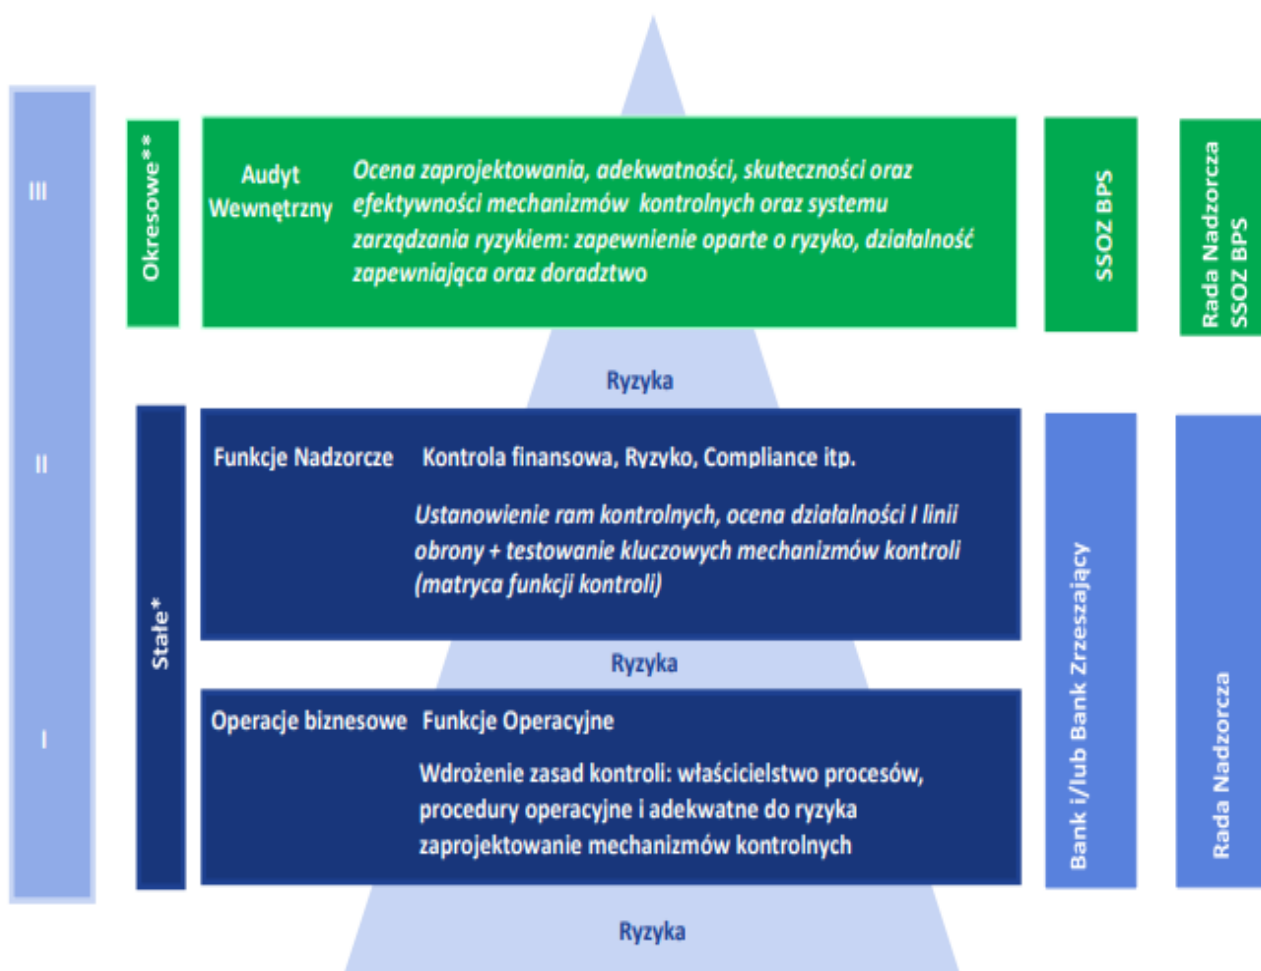 III
Okresowe**
Audyt
Wewnętrzny
Ocena zaprojektowania, adekwatności, skuteczności oraz
efektywności mechanizmów kontrolnych oraz systemu
zarządzania ryzykiem: zapewnienie oparte o ryzyko, działalność
zapewniająca oraz doradztwo
SSOZ BPS
Rada Nadzorcza
SSOZ BPS
Ryzyka
II
Stałe*
Funkcje Nadzorcze
Kontrola finansowa, Ryzyko, Compliance itp.
Ustanowienie ram kontrolnych, ocena działalności I linii
obrony + testowanie kluczowych mechanizmów kontroli
(matryca funkcji kontroli)
Bank i/lub Bank Zrzeszający
Rada Nadzorcza
Ryzyka
I
Operacje biznesowe
Funkcje Operacyjne
Wdrożenie zasad kontroli: właścicielstwo procesów,
procedury operacyjne i adekwatne do ryzyka
zaprojektowanie mechanizmów kontrolnych
Ryzyka